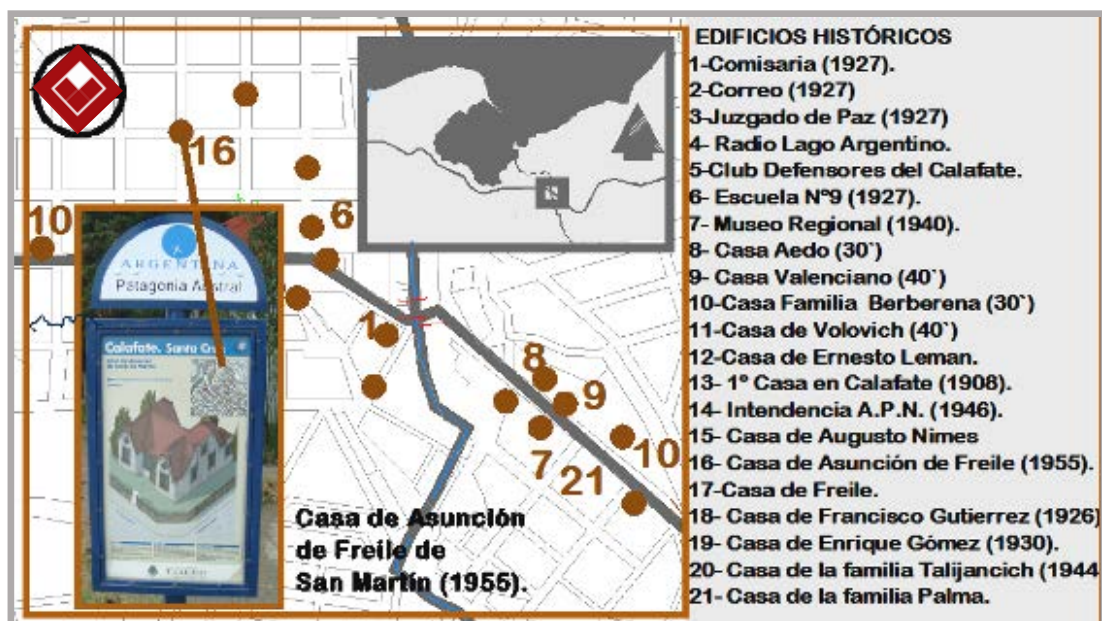 16
10
6
1
8
9
7
21
10
ARGENTINA
Patagonia Austral
Calafate. Santa Cruz
Casa de Asunción
de Freile de
San Martín (1955).
EDIFICIOS HISTÓRICOS
1-Comisaria (1927).
2-Correo (1927)
3-Juzgado de Paz (1927)
4- Radio Lago Argentino.
5-Club Defensores del Calafate.
6- Escuela Nº9 (1927).
7- Museo Regional (1940).
8- Casa Aedo (30`)
9- Casa Valenciano (40`)
10-Casa Familia Berberena (30`)
11-Casa de Volovich (40`)
12-Casa de Ernesto Leman.
13- 1º Casa en Calafate (1908).
14- Intendencia A.P.N. (1946).
15- Casa de Augusto Nimes
16- Casa de Asunción de Freile (1955).
17-Casa de Freile.
18- Casa de Francisco Gutierrez (1926)
19- Casa de Enrique Gómez (1930).
20- Casa de la familia Talijancich (1944
21- Casa de la familia Palma.